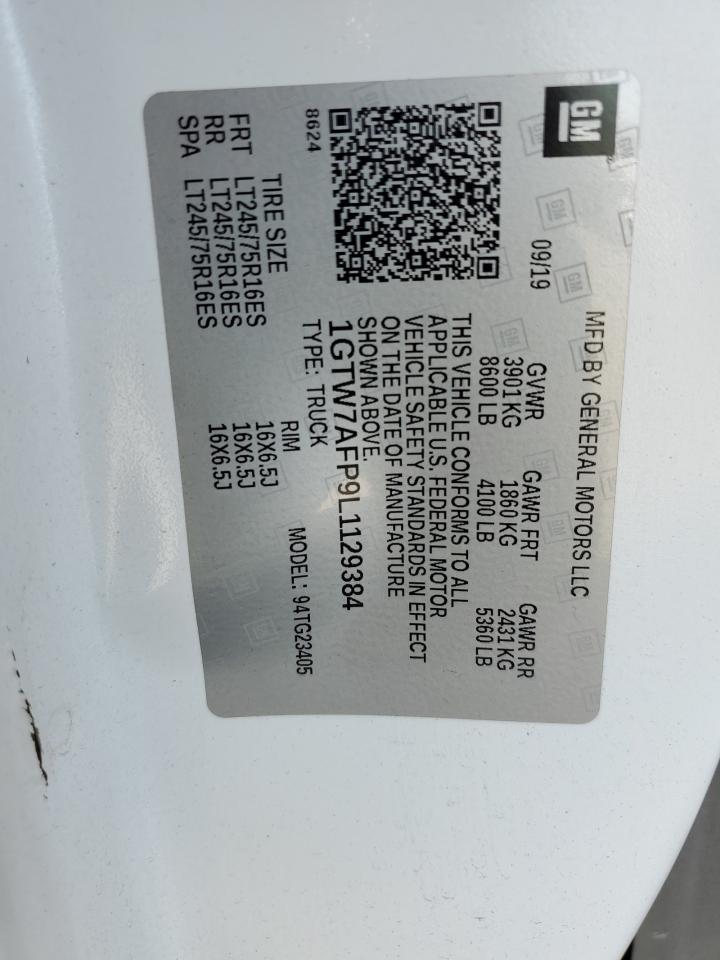 GM
MFD BY GENERAL MOTORS LLC
09/19
GVWR GAWR FRT GAWR RR
3901 KG 1860 KG 2431 KG
8600 LB 4100 LB 5360 LB
THIS VEHICLE CONFORMS TO ALL
APPLICABLE U.S. FEDERAL MOTOR
VEHICLE SAFETY STANDARDS IN EFFECT
ON THE DATE OF MANUFACTURE
SHOWN ABOVE.
1GTW7AFP9L1129384
TYPE: TRUCK MODEL: 94TG23405
8624
TIRE SIZE RIM
FRT LT245/75R16ES 16X6.5J
RR LT245/75R16ES 16X6.5J
SPA LT245/75R16ES 16X6.5J